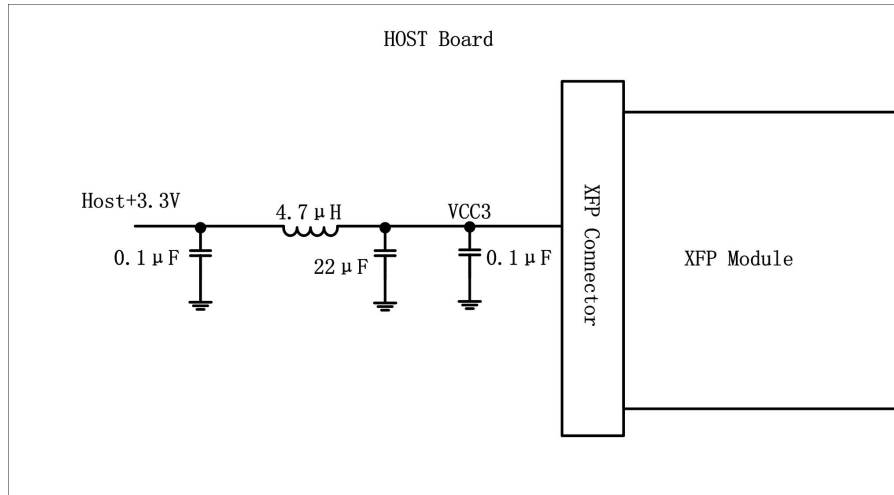 HOST Board
Host+3.3V
4.7μH
VCC3
0.1μF
22μF
0.1μF
XFP Connector
XFP Module